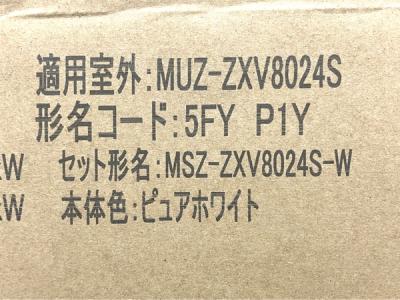 適用室外:MUZ-ZXV8024S
形名コード:5FY P1Y
W セット形名:MSZ-ZXV8024S-W
W 本体色:ピュアホワイト